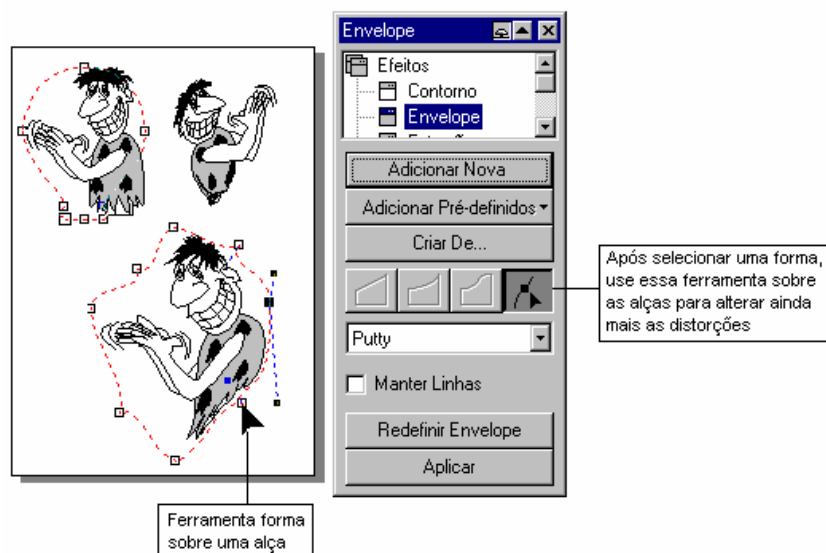 Envelope
Efeitos
Contorno
Envelope
Adicionar Nova
Adicionar Pré-definidos
Criar De...
Putty
Manter Linhas
Redefinir Envelope
Aplicar
Após selecionar uma forma,
use essa ferramenta sobre
as alças para alterar ainda
mais as distorções
Ferramenta forma
sobre uma alça